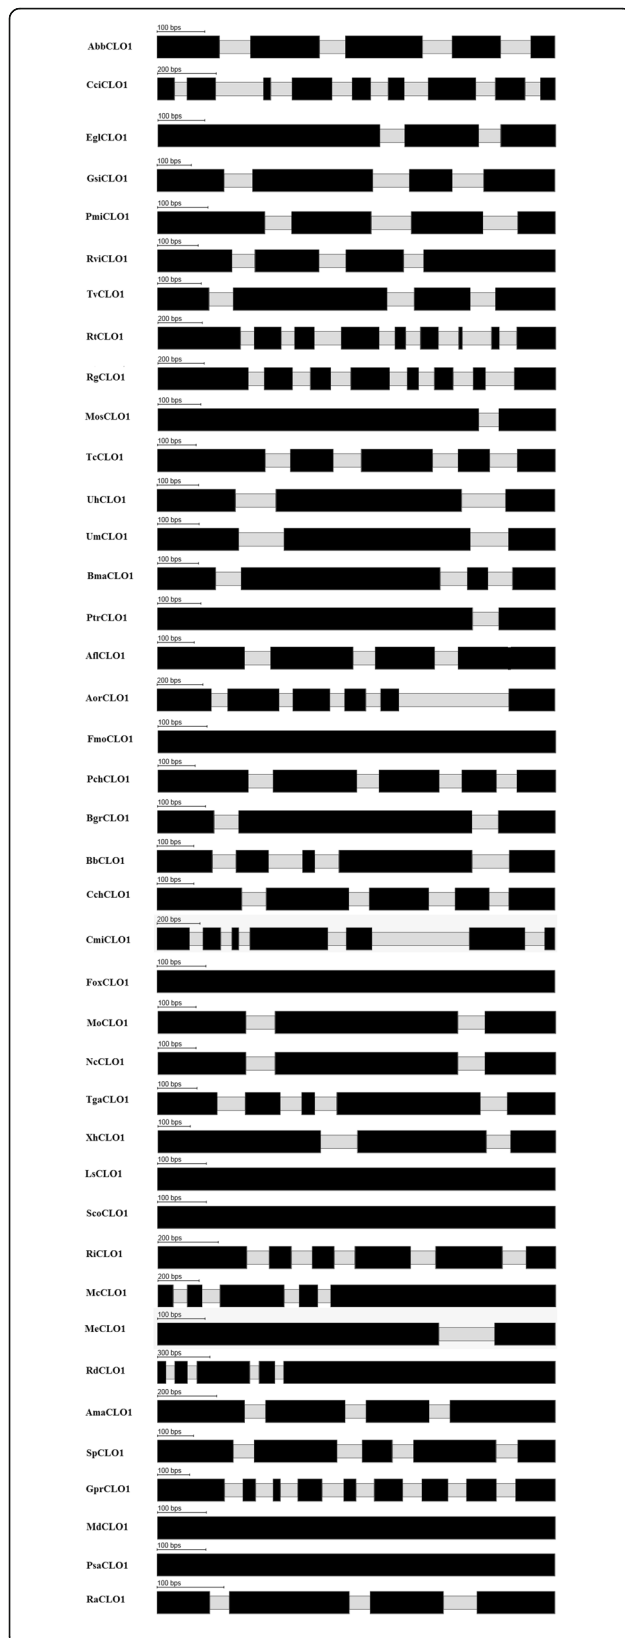 100 bps
AbbCLO1
200 bps
CciCLO1
100 bps
EglCLO1
100 bps
GsiCLO1
100 bps
PmiCLO1
100 bps
RviCLO1
100 bps
TvCLO1
200 bps
RtCLO1
200 bps
RgCLO1
100 bps
MosCLO1
100 bps
TcCLO1
100 bps
UhCLO1
100 bps
UmCLO1
100 bps
BmaCLO1
100 bps
PtrCLO1
100 bps
AflCLO1
200 bps
AorCLO1
100 bps
FmoCLO1
100 bps
PchCLO1
100 bps
BgrCLO1
100 bps
BbCLO1
100 bps
CchCLO1
200 bps
CmiCLO1
100 bps
FoxCLO1
100 bps
MoCLO1
100 bps
NcCLO1
100 bps
TgaCLO1
100 bps
XhCLO1
100 bps
LsCLO1
100 bps
ScoCLO1
200 bps
RiCLO1
200 bps
McCLO1
100 bps
MeCLO1
300 bps
RdCLO1
200 bps
AmaCLO1
100 bps
SpCLO1
100 bps
GprCLO1
100 bps
MdCLO1
100 bps
PsaCLO1
100 bps
RaCLO1